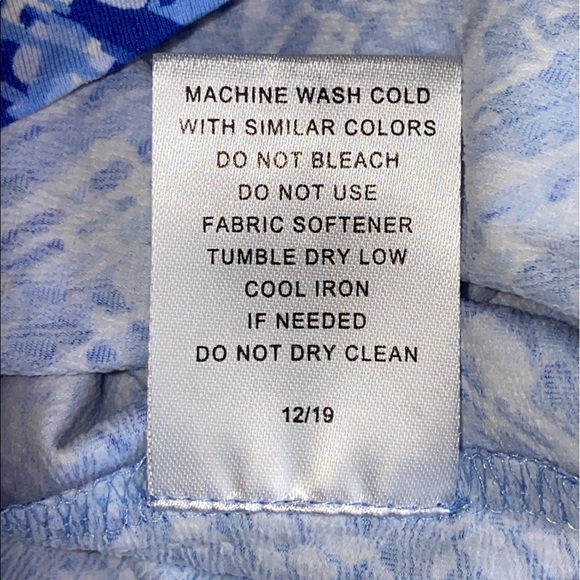 MACHINE WASH COLD
WITH SIMILAR COLORS
DO NOT BLEACH
DO NOT USE
FABRIC SOFTENER
TUMBLE DRY LOW
COOL IRON
IF NEEDED
DO NOT DRY CLEAN
12/19